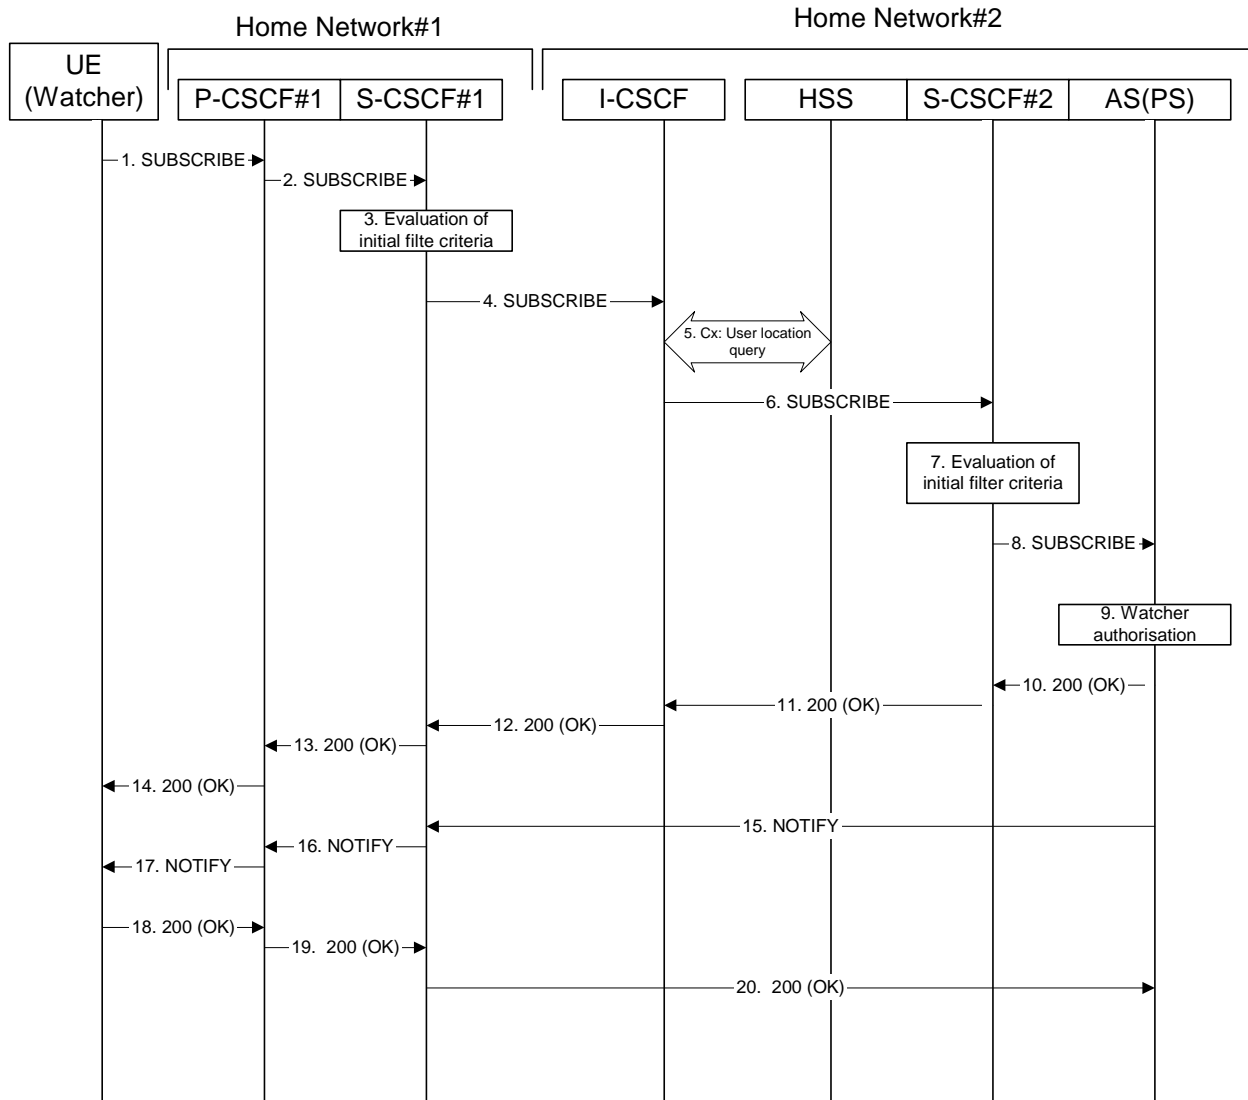 Home Network#1
Home Network#2
UE
(Watcher)
P-CSCF#1
S-CSCF#1
I-CSCF
HSS
S-CSCF#2
AS(PS)
1. SUBSCRIBE
2. SUBSCRIBE
3. Evaluation of
initial filte criteria
4. SUBSCRIBE
5. Cx: User location
query
6. SUBSCRIBE
7. Evaluation of
initial filter criteria
8. SUBSCRIBE
9. Watcher
authorisation
10. 200 (OK)
11. 200 (OK)
12. 200 (OK)
13. 200 (OK)
14. 200 (OK)
15. NOTIFY
16. NOTIFY
17. NOTIFY
18. 200 (OK)
19. 200 (OK)
20. 200 (OK)